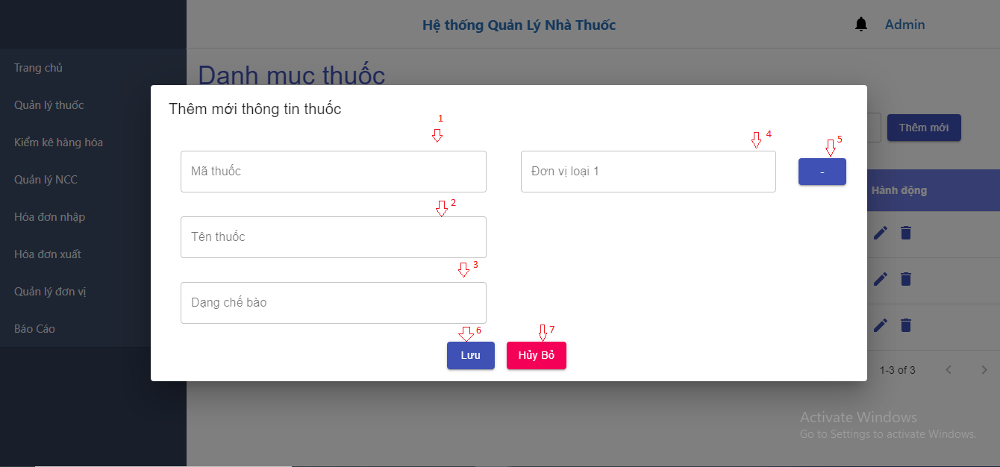 Hệ thống Quản Lý Nhà Thuốc
Admin
Trang chủ
Quản lý thuốc
Kiểm kê hàng hóa
Quản lý NCC
Hóa đơn nhập
Hóa đơn xuất
Quản lý đơn vị
Báo Cáo
Danh mục thuốc
Thêm mới
Hành động
Thêm mới thông tin thuốc
1
Mã thuốc
4
Đơn vị loại 1
5
-
2
Tên thuốc
3
Dạng chế bào
6
Lưu
7
Hủy Bỏ
1-3 of 3
Activate Windows
Go to Settings to activate Windows.